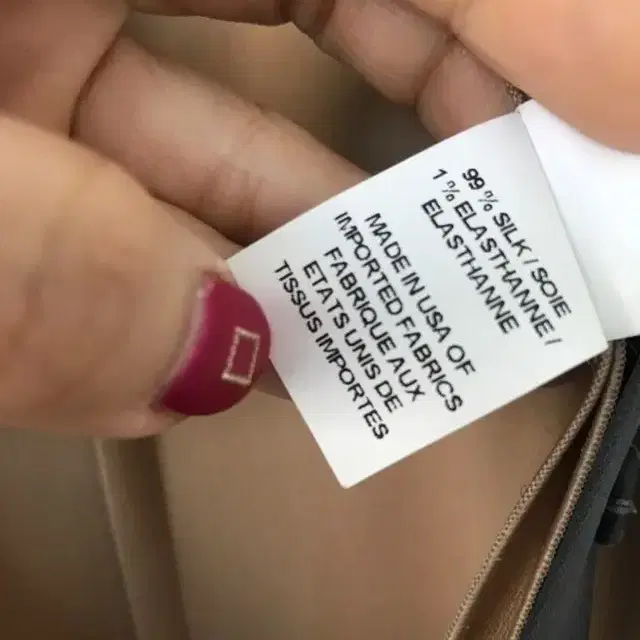 99 % SILK / SOIE
1 % ELASTHANNE /
ELASTHANNE
MADE IN USA OF
IMPORTED FABRICS
FABRIQUE AUX
ETATS UNIS DE
TISSUS IMPORTES